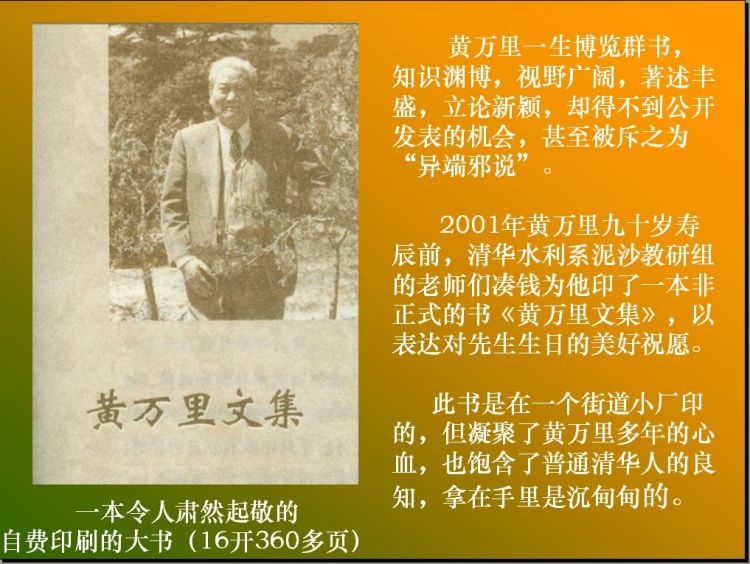 黄万里文集
一本令人肃然起敬的
自费印刷的大书（16开360多页）
黄万里一生博览群书，
知识渊博，视野广阔，著述丰
盛，立论新颖，却得不到公开
发表的机会，甚至被斥之为
“异端邪说”。
2001年黄万里九十岁寿
辰前，清华水利系泥沙教研组
的老师们凑钱为他印了一本非
正式的书《黄万里文集》，以
表达对先生生日的美好祝愿。
此书是在一个街道小厂印
的，但凝聚了黄万里多年的心
血，也饱含了普通清华人的良
知，拿在手里是沉甸甸的。